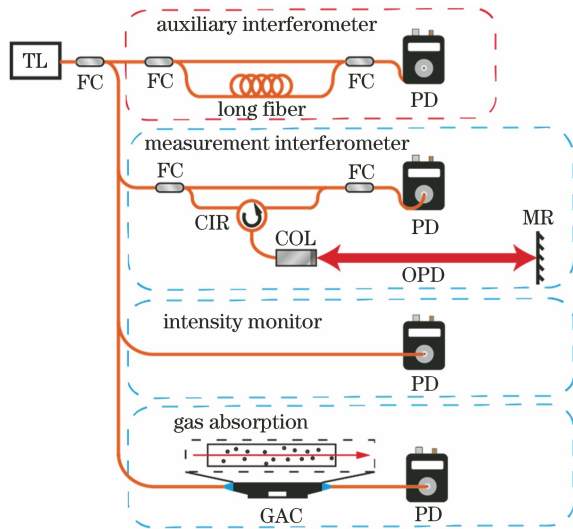 auxiliary interferometer
TL
FC
FC
FC
long fiber
PD
measurement interferometer
FC
FC
CIR
PD
MR
COL
OPD
intensity monitor
PD
gas absorption
GAC
PD